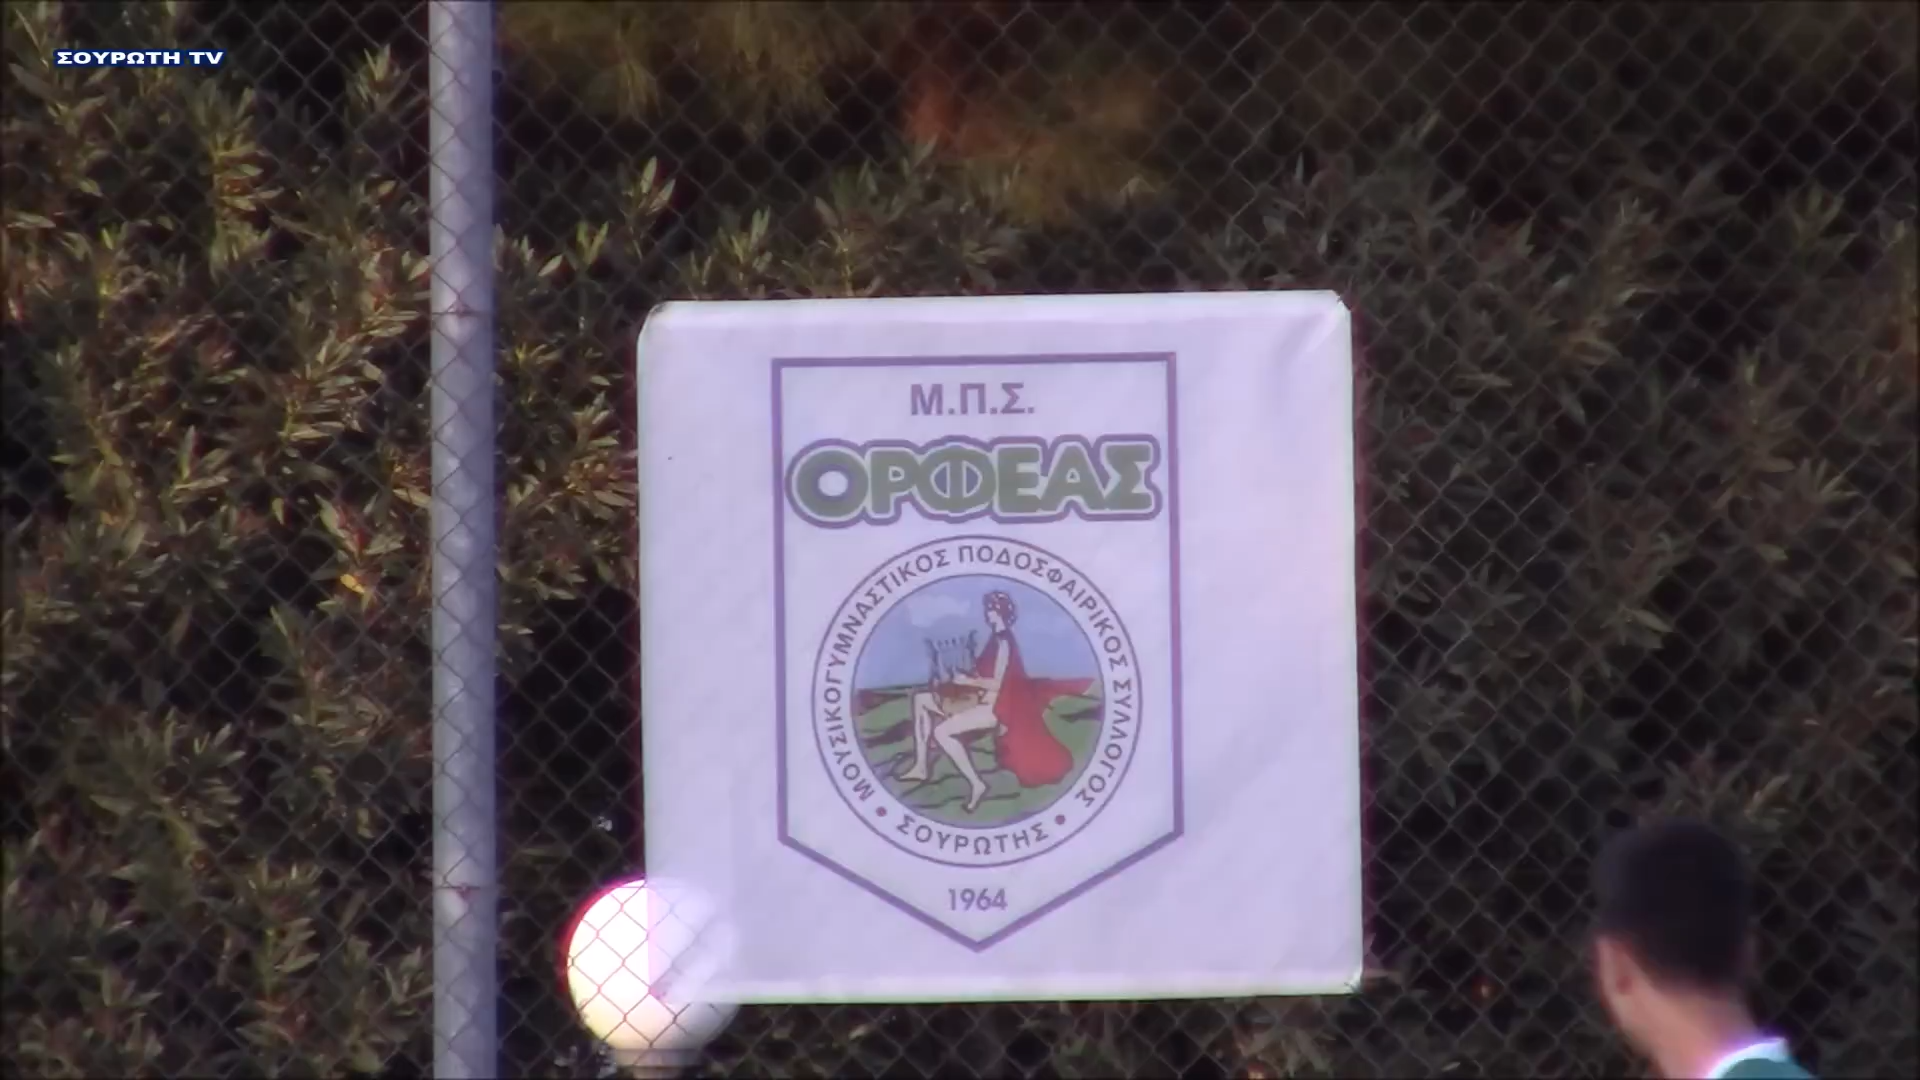 ΣΟΥΡΩΤΗ TV
Μ.Π.Σ.
ΟΡΦΕΑΣ
ΜΟΥΣΙΚΟΓΥΜΝΑΣΤΙΚΟΣ ΠΟΔΟΣΦΑΙΡΙΚΟΣ ΣΥΛΛΟΓΟΣ
• ΣΟΥΡΩΤΗΣ •
1964